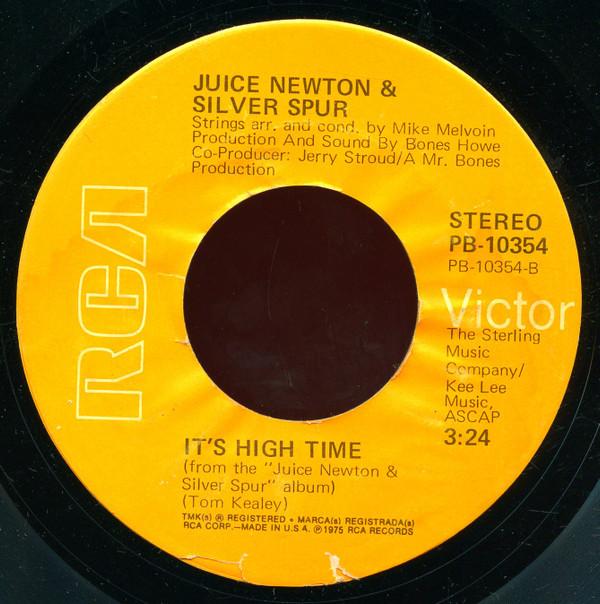 JUICE NEWTON &
SILVER SPUR
Strings arr. and cond. by Mike Melvoin
Production And Sound By Bones Howe
Co-Producer: Jerry Stroud/A Mr. Bones
Production
RCA
STEREO
PB-10354
PB-10354-B
Victor
The Sterling
Music
Company/
Kee Lee
Music,
ASCAP
3:24
IT'S HIGH TIME
(from the "Juice Newton &
Silver Spur" album)
(Tom Kealey)
TMK(s) ® REGISTERED • MARCA(s) REGISTRADA(s)
RCA CORP.—MADE IN U.S.A. ℗1975 RCA RECORDS